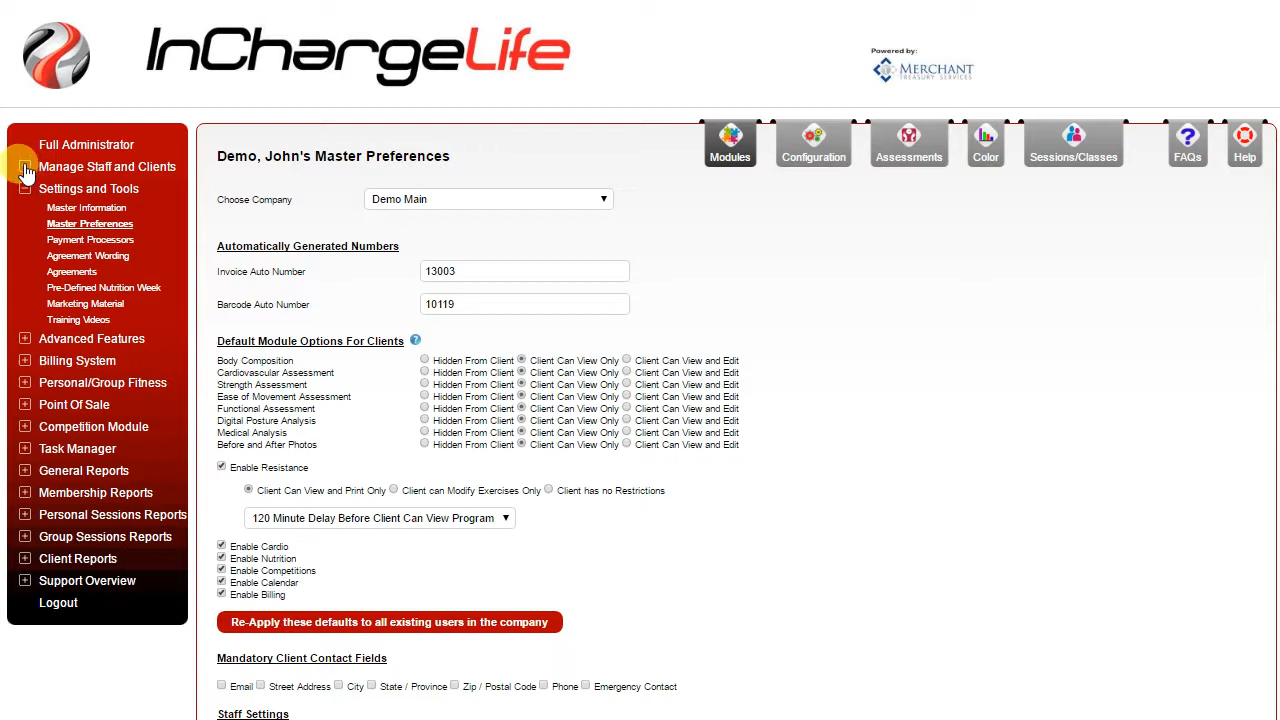 InChargeLife
Powered by:
MERCHANT
TREASURY SERVICES
Full Administrator
Manage Staff and Clients
Settings and Tools
Master Information
Master Preferences
Payment Processors
Agreement Wording
Agreements
Pre-Defined Nutrition Week
Marketing Material
Training Videos
Advanced Features
Billing System
Personal/Group Fitness
Point Of Sale
Competition Module
Task Manager
General Reports
Membership Reports
Personal Sessions Reports
Group Sessions Reports
Client Reports
Support Overview
Logout
Modules Configuration Assessments Color Sessions/Classes FAQs Help
Demo, John's Master Preferences
Choose Company Demo Main
Automatically Generated Numbers
Invoice Auto Number 13003
Barcode Auto Number 10119
Default Module Options For Clients ?
Body Composition Hidden From Client Client Can View Only Client Can View and Edit
Cardiovascular Assessment Hidden From Client Client Can View Only Client Can View and Edit
Strength Assessment Hidden From Client Client Can View Only Client Can View and Edit
Ease of Movement Assessment Hidden From Client Client Can View Only Client Can View and Edit
Functional Assessment Hidden From Client Client Can View Only Client Can View and Edit
Digital Posture Analysis Hidden From Client Client Can View Only Client Can View and Edit
Medical Analysis Hidden From Client Client Can View Only Client Can View and Edit
Before and After Photos Hidden From Client Client Can View Only Client Can View and Edit
Enable Resistance
Client Can View and Print Only Client can Modify Exercises Only Client has no Restrictions
120 Minute Delay Before Client Can View Program
Enable Cardio
Enable Nutrition
Enable Competitions
Enable Calendar
Enable Billing
Re-Apply these defaults to all existing users in the company
Mandatory Client Contact Fields
Email Street Address City State / Province Zip / Postal Code Phone Emergency Contact
Staff Settings